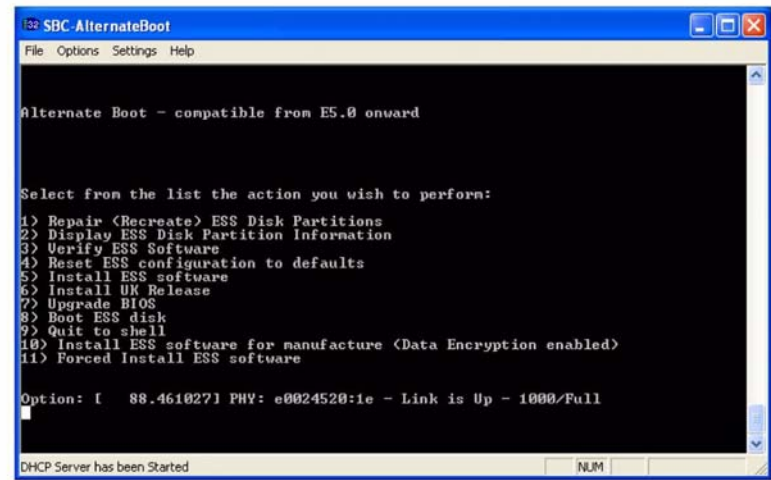 SBC-AlternateBoot
File Options Settings Help
Alternate Boot - compatible from E5.0 onward
Select from the list the action you wish to perform:
1) Repair (Recreate) ESS Disk Partitions
2) Display ESS Disk Partition Information
3) Verify ESS Software
4) Reset ESS configuration to defaults
5) Install ESS software
6) Install UK Release
7) Upgrade BIOS
8) Boot ESS disk
9) Quit to shell
10) Install ESS software for manufacture (Data Encryption enabled)
11) Forced Install ESS software
Option: [ 88.461027] PHY: e0024520:1e - Link is Up - 1000/Full
DHCP Server has been Started
NUM